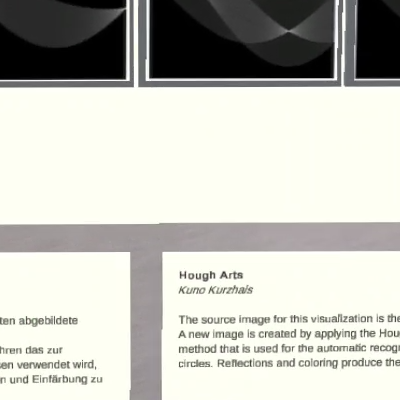 ten abgebildete
hren das zur
sen verwendet wird,
n und Einfärbung zu
Hough Arts
Kuno Kurzhals
The source image for this visualization is the
A new image is created by applying the Hou
method that is used for the automatic recog
circles. Reflections and coloring produce the